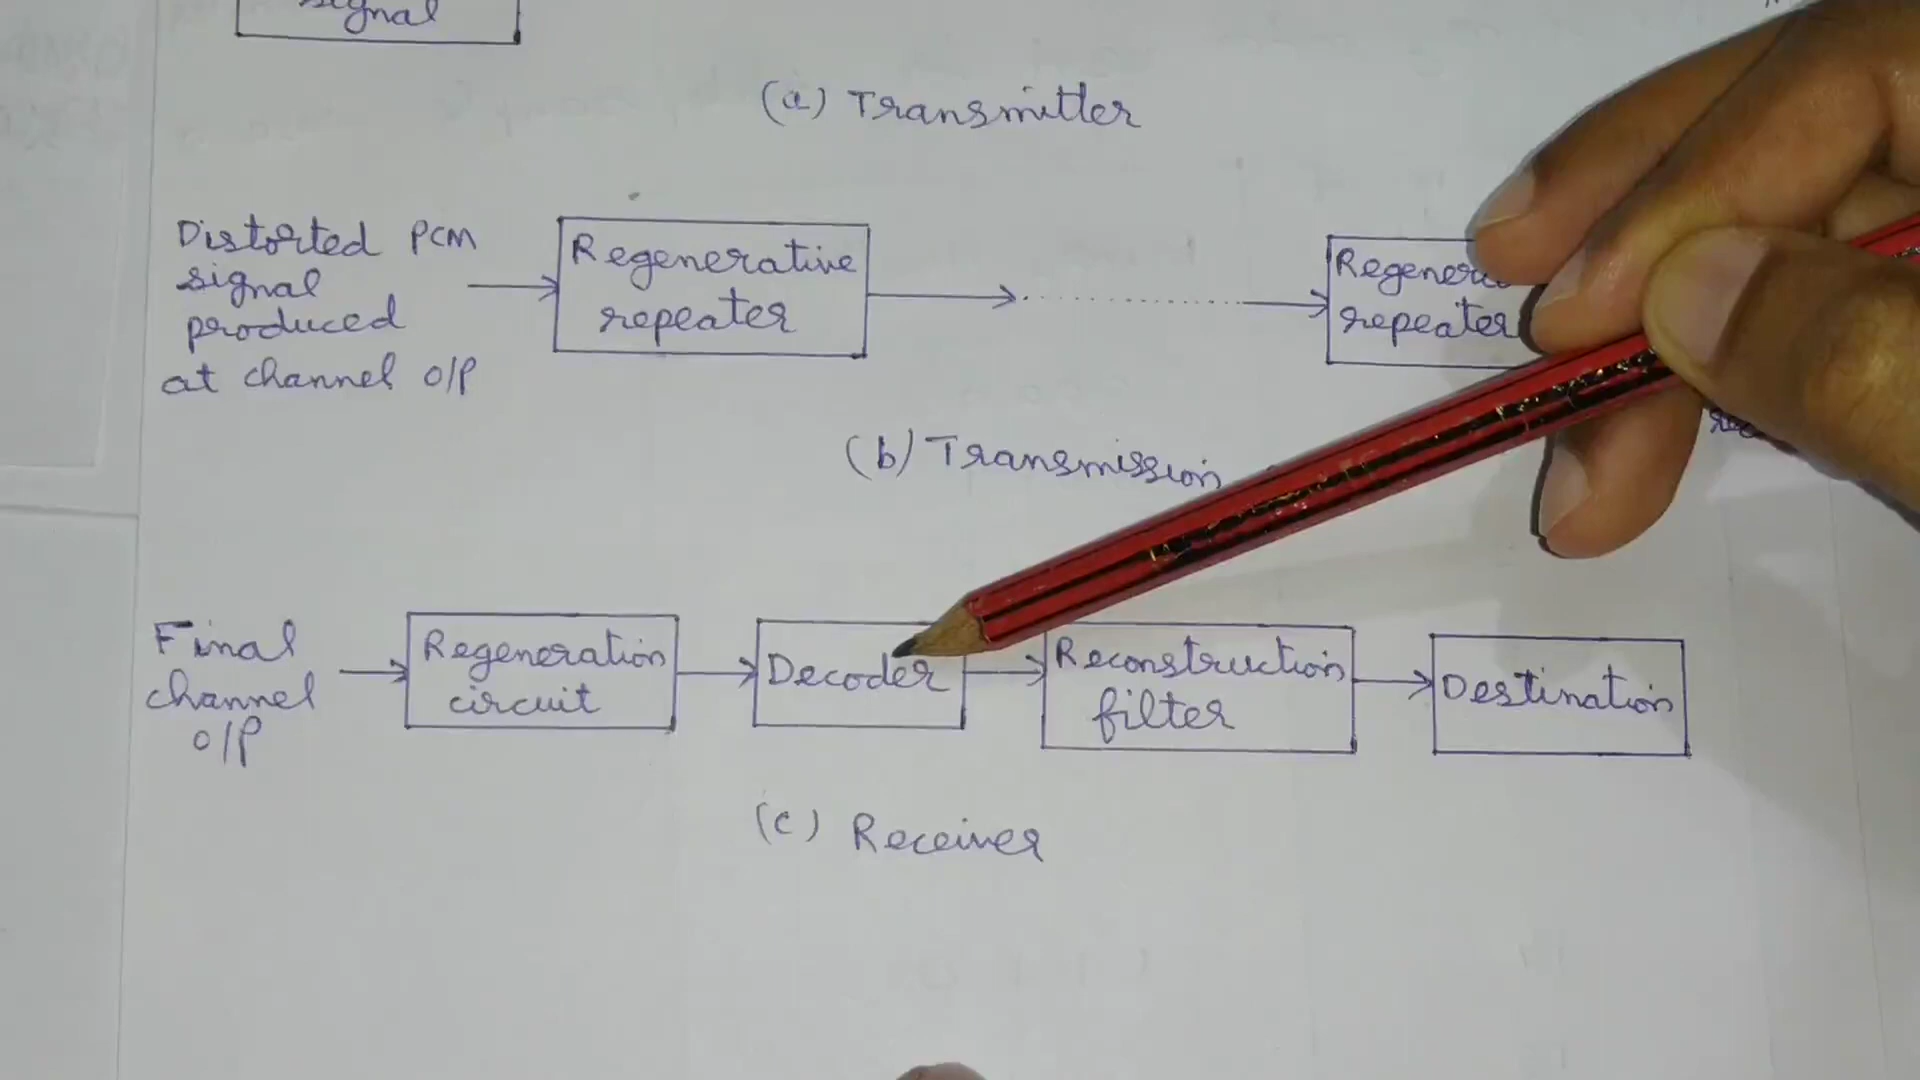 signal
(a) Transmitter
Distorted PCM
signal
produced
at channel O/P
Regenerative
repeater
repeater
(b) Transmission
Final
channel
O/P
Regeneration
circuit
Decoder
Reconstruction
filter
Destination
(c) Receiver